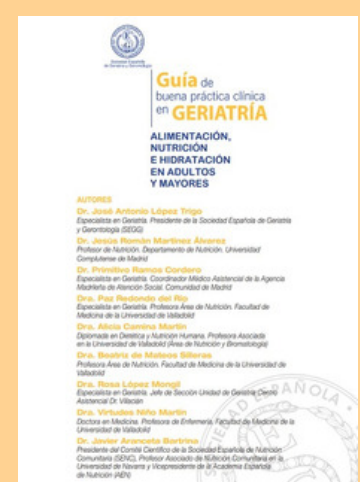 Sociedad Española
de Geriatría y Gerontología
Guía de
buena práctica clínica
en GERIATRÍA
ALIMENTACIÓN,
NUTRICIÓN
E HIDRATACIÓN
EN ADULTOS
Y MAYORES
AUTORES
Dr. José Antonio López Trigo
Especialista en Geriatría. Presidente de la Sociedad Española de Geriatría
y Gerontología (SEGG)
Dr. Jesús Román Martínez Álvarez
Profesor de Nutrición. Departamento de Nutrición. Universidad
Complutense de Madrid
Dr. Primitivo Ramos Cordero
Especialista en Geriatría. Coordinador Médico Asistencial de la Agencia
Madrileña de Atención Social. Comunidad de Madrid
Dra. Paz Redondo del Río
Especialista en Geriatría. Profesora Área de Nutrición. Facultad de
Medicina de la Universidad de Valladolid
Dra. Alicia Camina Martín
Diplomada en Dietética y Nutrición Humana. Profesora Asociada
en la Universidad de Valladolid (Área de Nutrición y Bromatología)
Dra. Beatriz de Mateos Silleras
Profesora Área de Nutrición. Facultad de Medicina de la Universidad de
Valladolid
Dra. Rosa López Mongil
Especialista en Geriatría. Jefe de Sección Unidad de Geriatría Centro
Asistencial Dr. Villacián
Dra. Virtudes Niño Martín
Doctora en Medicina. Profesora de Enfermería. Facultad de Medicina de la
Universidad de Valladolid
Dr. Javier Aranceta Bartrina
Presidente del Comité Científico de la Sociedad Española de Nutrición
Comunitaria (SENC), Profesor Asociado de Nutrición Comunitaria en la
Universidad de Navarra y Vicepresidente de la Academia Española
de Nutrición (AEN)